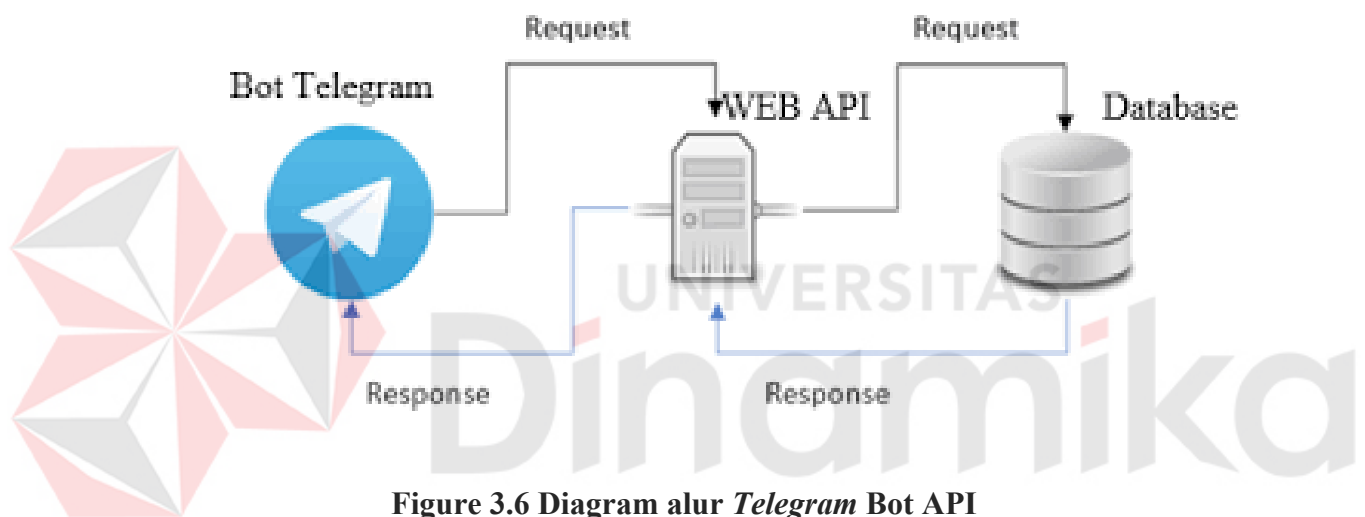 Request
Request
Bot Telegram
WEB API
Database
UNIVERSITAS
Dinamika
Response
Response
Figure 3.6 Diagram alur Telegram Bot API